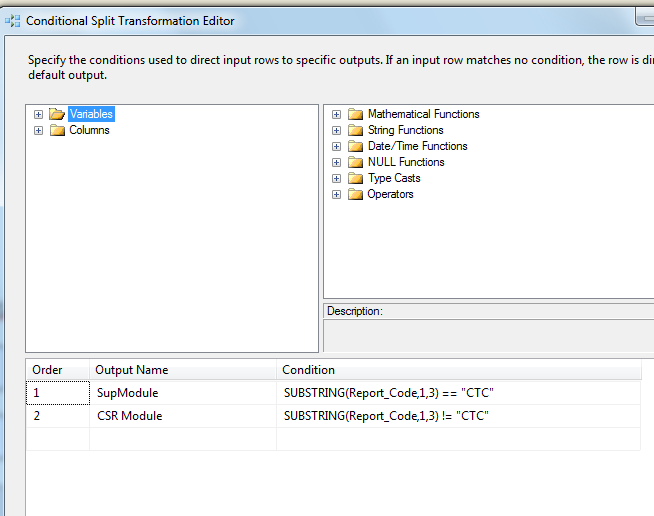 Conditional Split Transformation Editor
Specify the conditions used to direct input rows to specific outputs. If an input row matches no condition, the row is di
default output.
Variables
Columns
Mathematical Functions
String Functions
Date/Time Functions
NULL Functions
Type Casts
Operators
Description:
Order Output Name Condition
1 SupModule SUBSTRING(Report_Code,1,3) == "CTC"
2 CSR Module SUBSTRING(Report_Code,1,3) != "CTC"